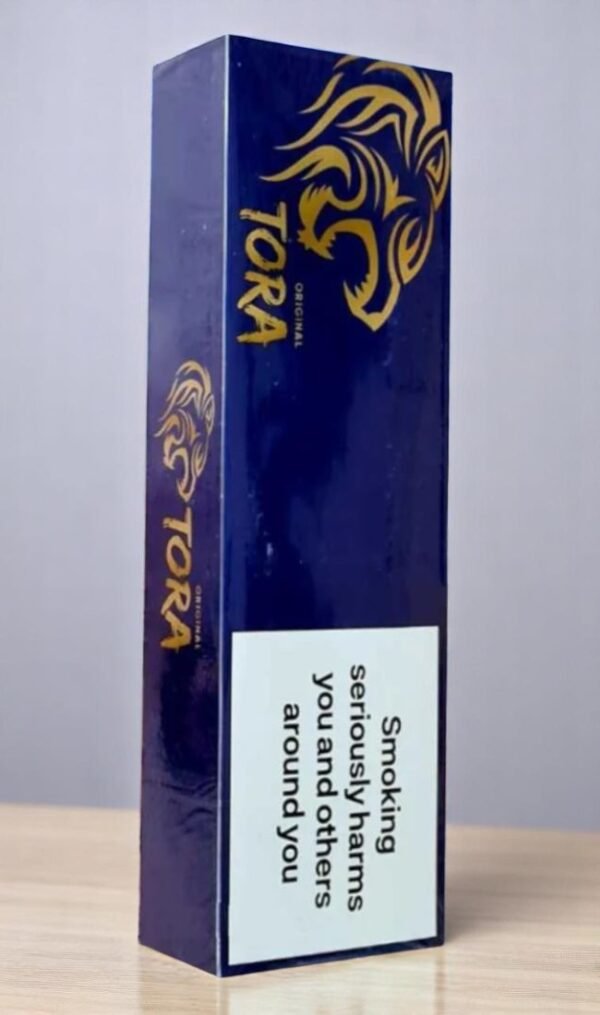 TORA
ORIGINAL
TORA
ORIGINAL
Smoking
seriously harms
you and others
around you